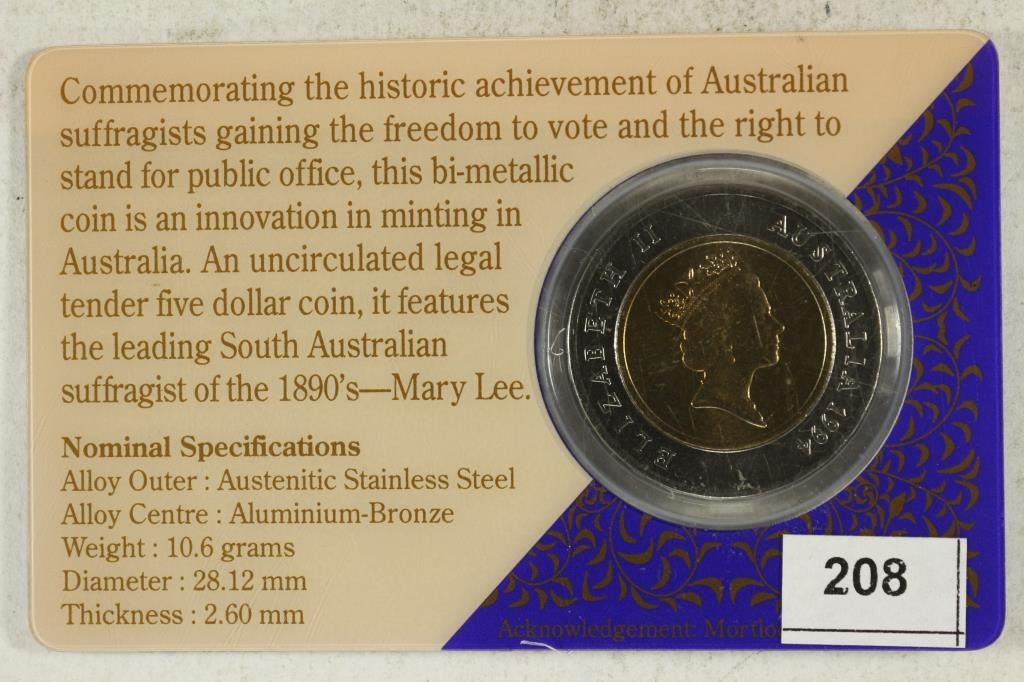 Commemorating the historic achievement of Australian
suffragists gaining the freedom to vote and the right to
stand for public office, this bi-metallic
coin is an innovation in minting in
Australia. An uncirculated legal
tender five dollar coin, it features
the leading South Australian
suffragist of the 1890's—Mary Lee.
Nominal Specifications
Alloy Outer : Austenitic Stainless Steel
Alloy Centre : Aluminium-Bronze
Weight : 10.6 grams
Diameter : 28.12 mm
Thickness : 2.60 mm
ELIZABETH II AUSTRALIA 1994
208
Acknowledgement: